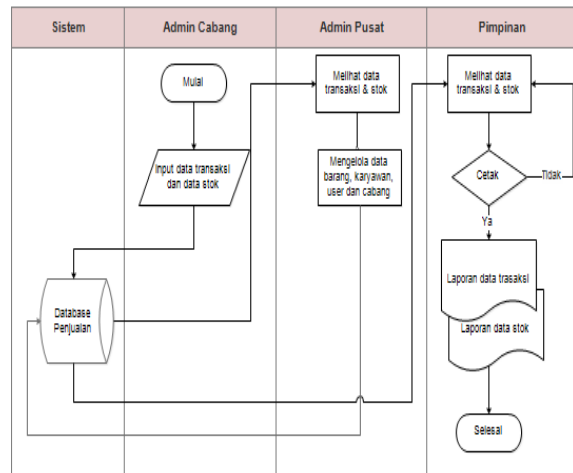 Sistem
Admin Cabang
Admin Pusat
Pimpinan
Mulai
Melihat data
transaksi & stok
Melihat data
transaksi & stok
Input data transaksi
dan data stok
Mengelola data
barang, karyawan,
user dan cabang
Cetak
Tidak
Ya
Database
Penjualan
Laporan data trasaksi
Laporan data stok
Selesai